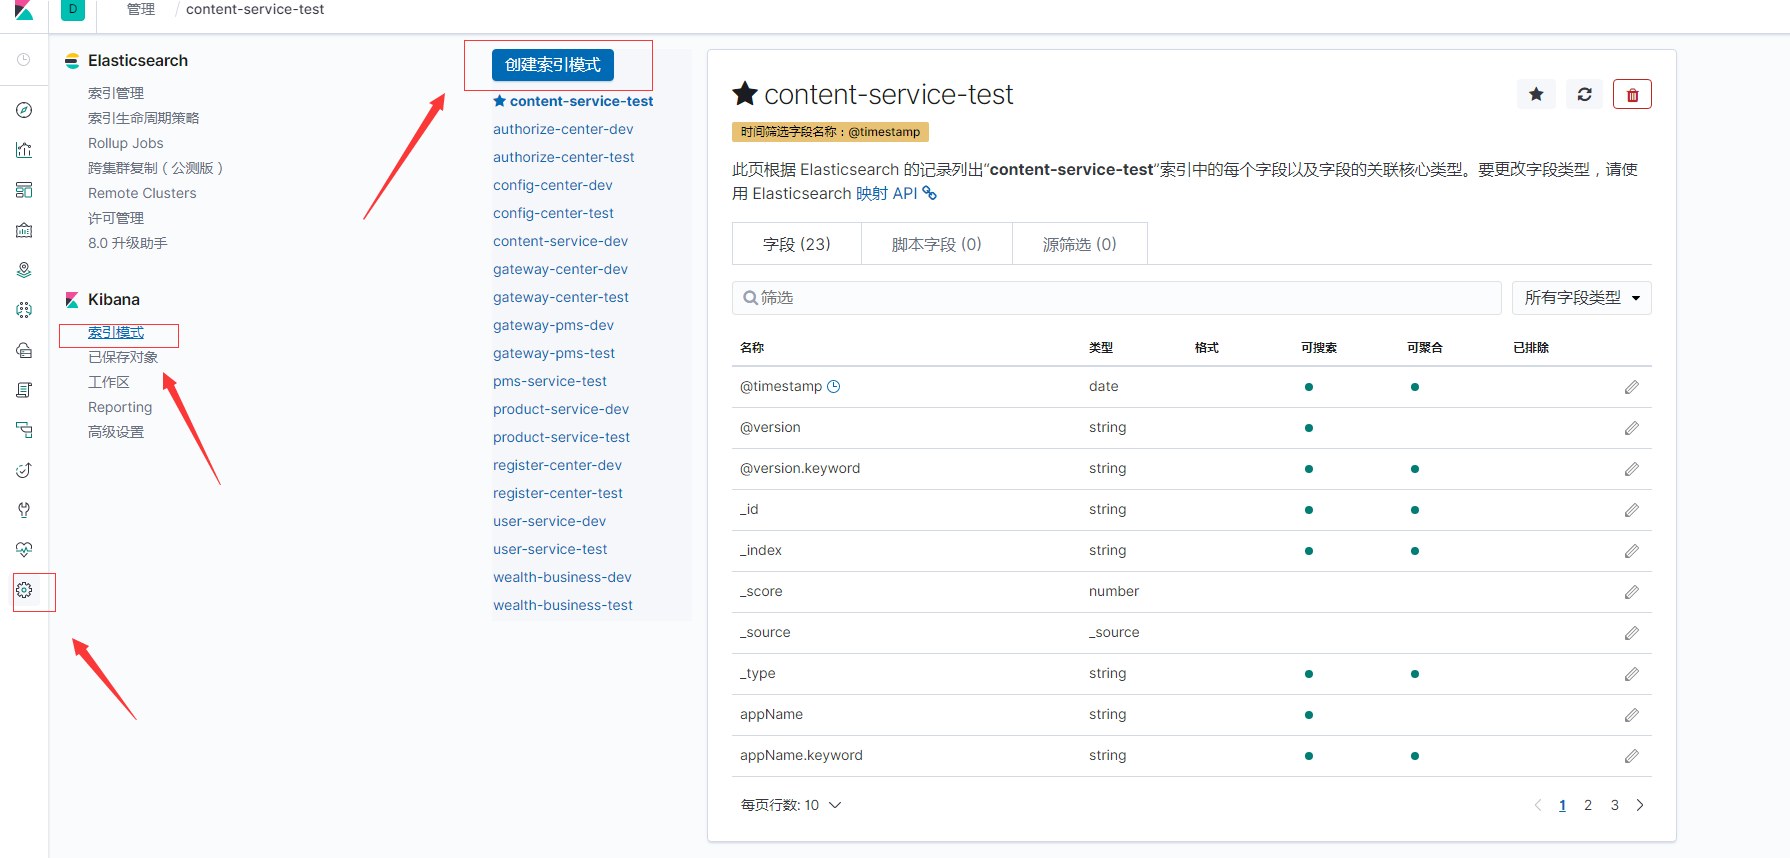 D
管理 / content-service-test
Elasticsearch
索引管理
索引生命周期策略
Rollup Jobs
跨集群复制（公测版）
Remote Clusters
许可管理
8.0 升级助手
Kibana
索引模式
已保存对象
工作区
Reporting
高级设置
创建索引模式
content-service-test
authorize-center-dev
authorize-center-test
config-center-dev
config-center-test
content-service-dev
gateway-center-dev
gateway-center-test
gateway-pms-dev
gateway-pms-test
pms-service-test
product-service-dev
product-service-test
register-center-dev
register-center-test
user-service-dev
user-service-test
wealth-business-dev
wealth-business-test
content-service-test
时间筛选字段名称：@timestamp
此页根据 Elasticsearch 的记录列出“content-service-test”索引中的每个字段以及字段的关联核心类型。要更改字段类型，请使
用 Elasticsearch 映射 API
字段 (23) 脚本字段 (0) 源筛选 (0)
筛选 所有字段类型
名称 类型 格式 可搜索 可聚合 已排除
@timestamp date
@version string
@version.keyword string
_id string
_index string
_score number
_source _source
_type string
appName string
appName.keyword string
每页行数: 10 1 2 3